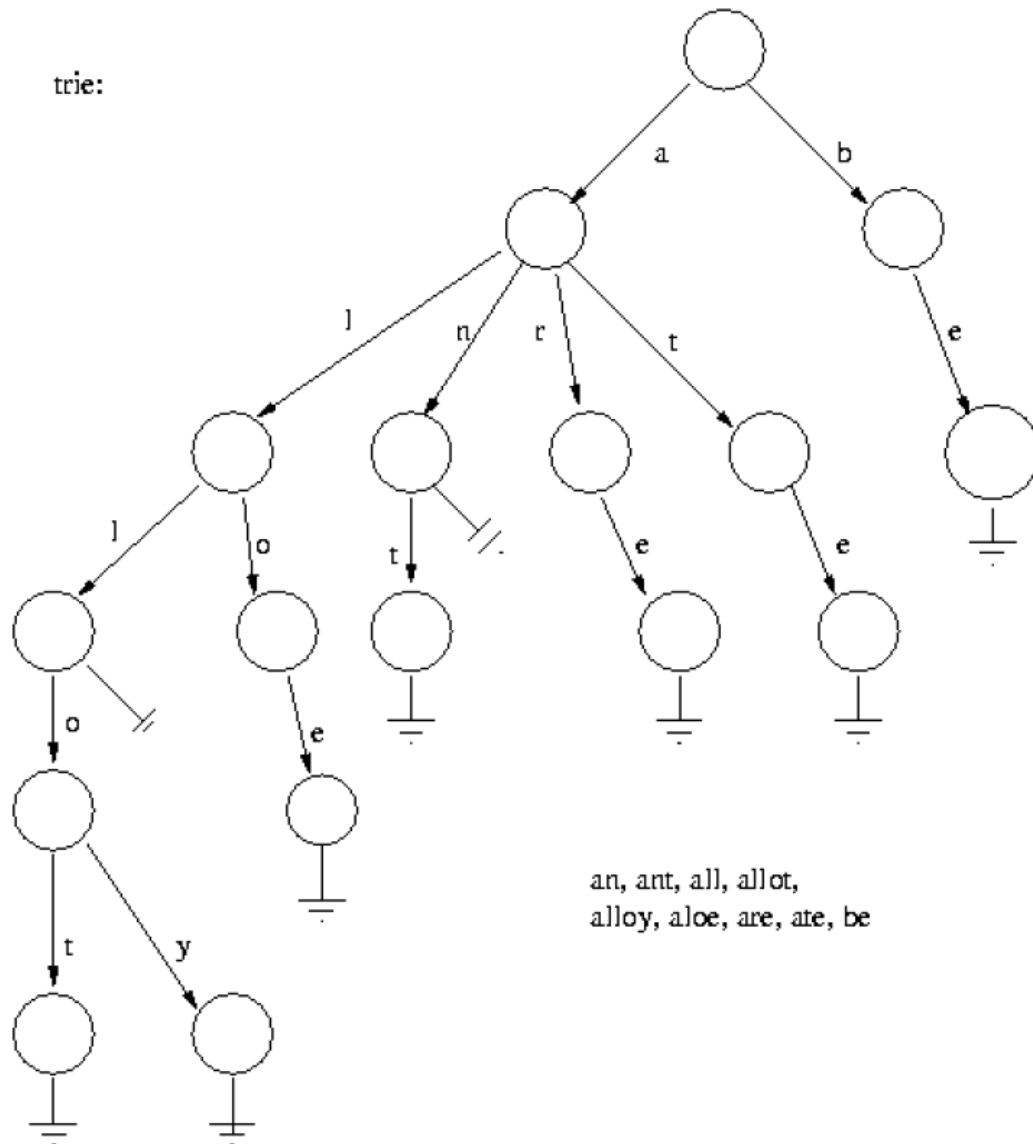 trie:
a b
l n r t e
l o t e e
o e
t y
an, ant, all, allot,
alloy, aloe, are, ate, be